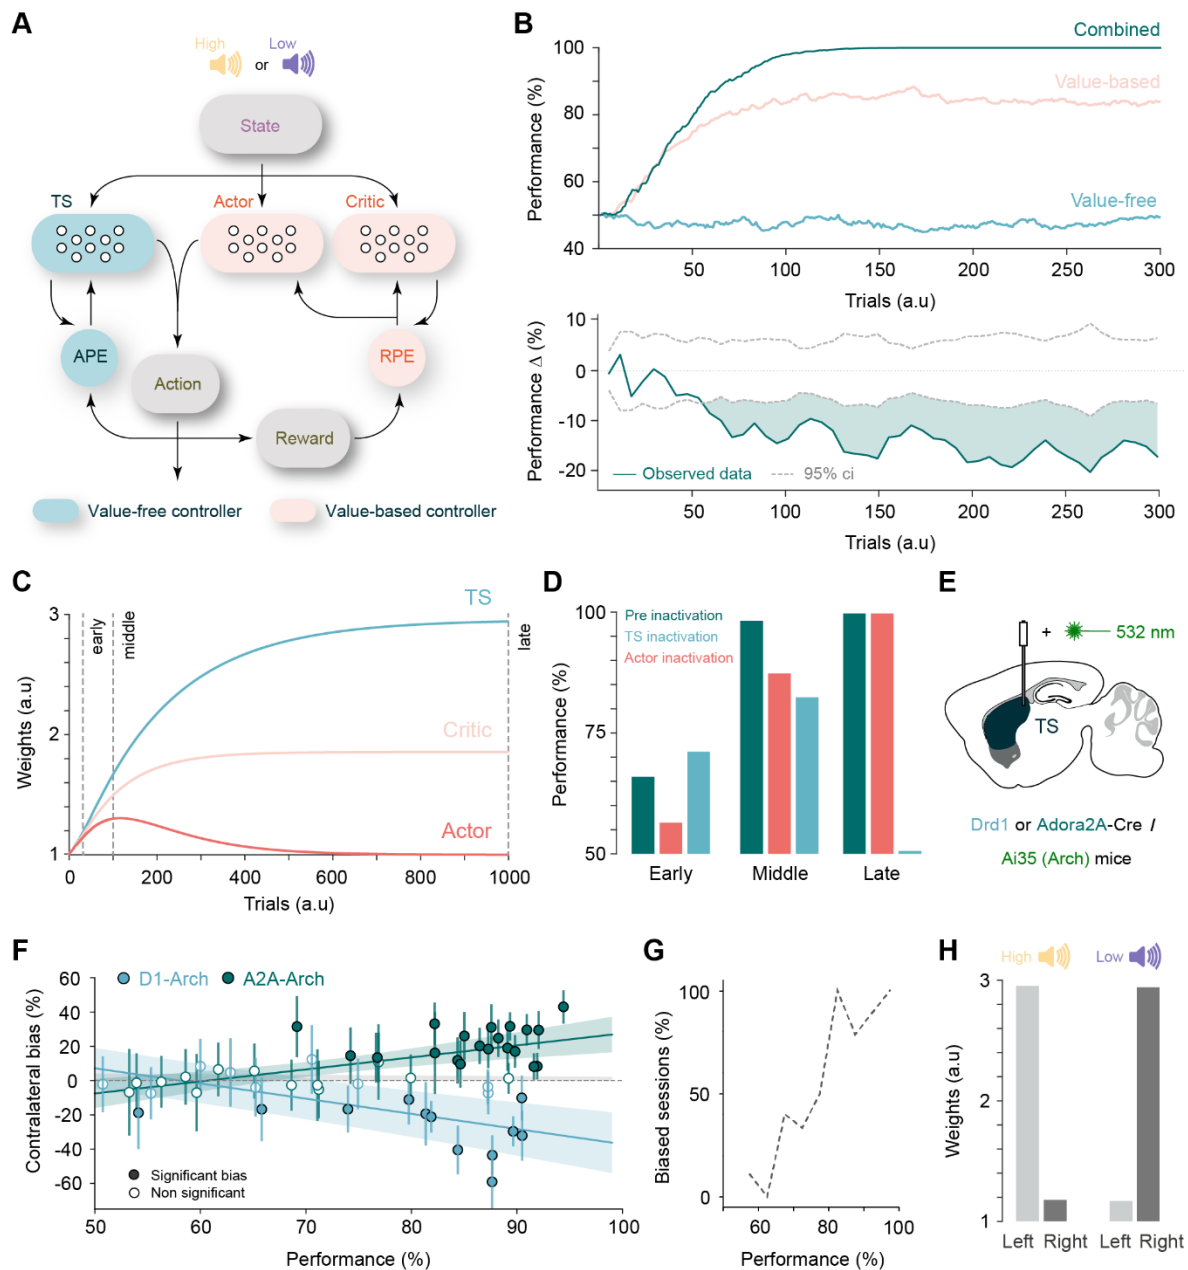 A
High
Low
or
State
TS
Actor
Critic
APE
RPE
Action
Reward
Value-free controller
Value-based controller
B
Combined
Value-based
Value-free
Performance (%)
100
80
60
40
50
100
150
200
250
300
Trials (a.u)
Performance Δ (%)
10
0
-10
-20
Observed data
95% ci
50
100
150
200
250
300
Trials (a.u)
C
TS
Critic
Actor
early
middle
late
Weights (a.u)
3
2
1
0
200
400
600
800
1000
Trials (a.u)
D
Pre inactivation
TS inactivation
Actor inactivation
Performance (%)
100
75
50
Early
Middle
Late
E
+
532 nm
TS
Drd1 or Adora2A-Cre /
Ai35 (Arch) mice
F
D1-Arch
A2A-Arch
Contralateral bias (%)
60
40
20
0
-20
-40
-60
Significant bias
Non significant
50
60
70
80
90
100
Performance (%)
G
Biased sessions (%)
100
50
0
60
80
100
Performance (%)
H
High
Low
Weights (a.u)
3
2
1
Left Right
Left Right